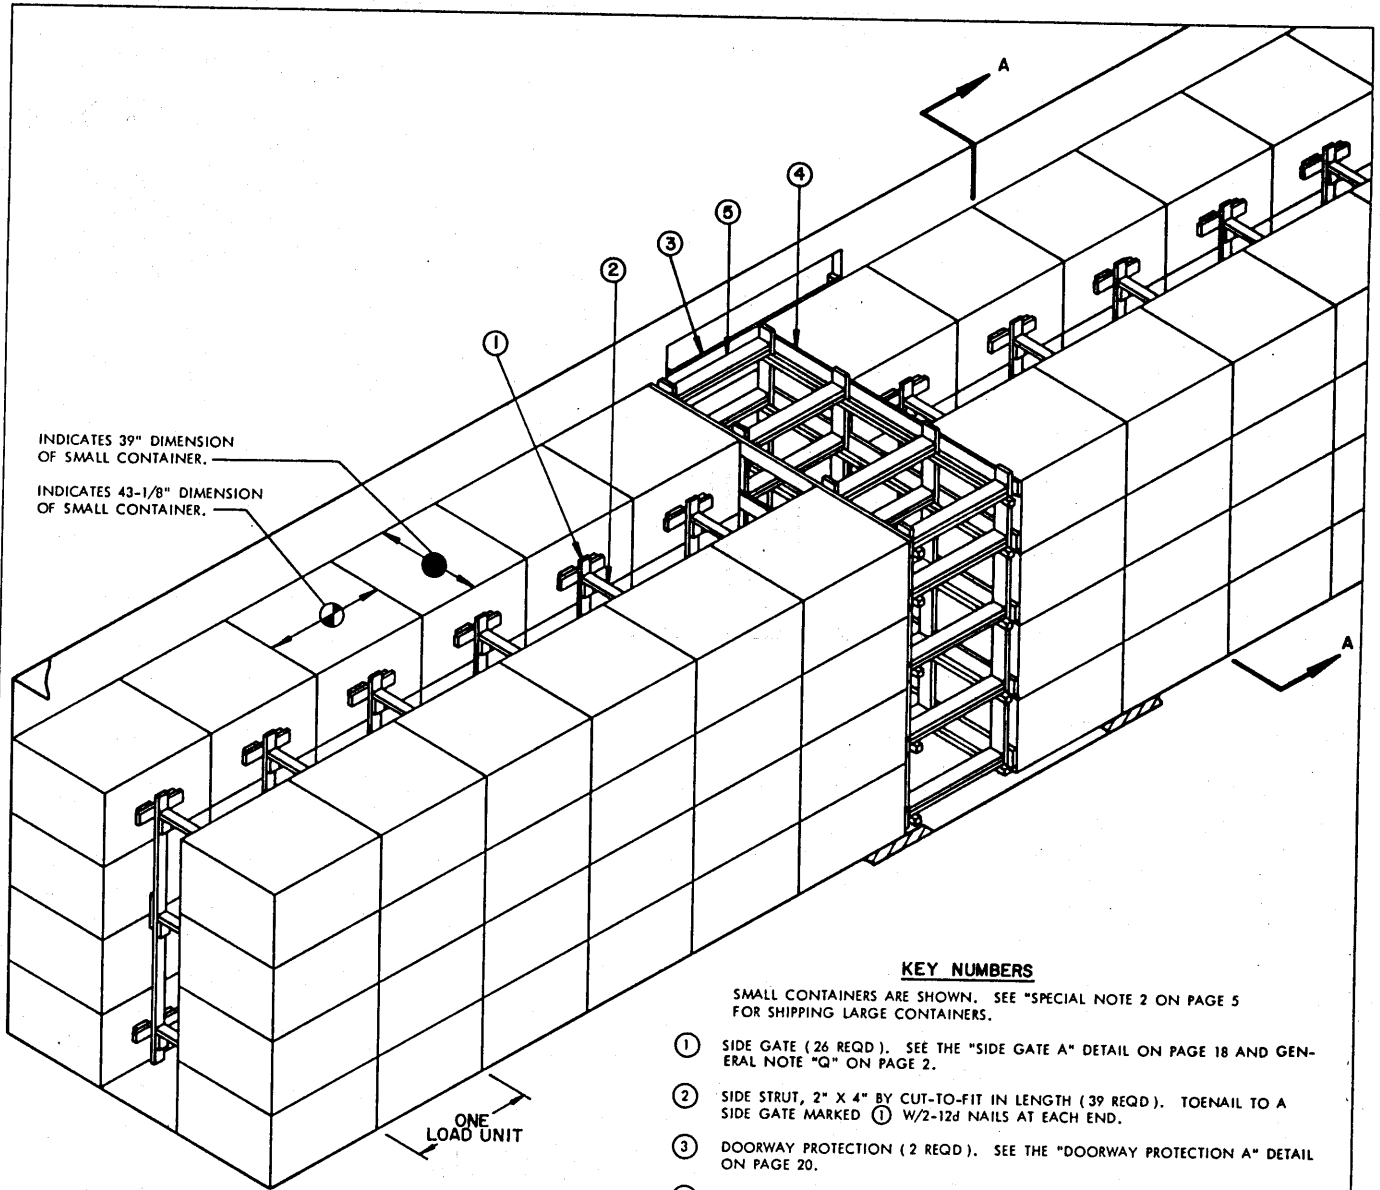 A
4
5
3
2
1
INDICATES 39" DIMENSION
OF SMALL CONTAINER.
INDICATES 43-1/8" DIMENSION
OF SMALL CONTAINER.
A
ONE
LOAD UNIT
KEY NUMBERS
SMALL CONTAINERS ARE SHOWN. SEE "SPECIAL NOTE 2 ON PAGE 5
FOR SHIPPING LARGE CONTAINERS.
1 SIDE GATE (26 REQD). SEE THE "SIDE GATE A" DETAIL ON PAGE 18 AND GEN-
ERAL NOTE "Q" ON PAGE 2.
2 SIDE STRUT, 2" X 4" BY CUT-TO-FIT IN LENGTH (39 REQD). TOENAIL TO A
SIDE GATE MARKED 1 W/2-12d NAILS AT EACH END.
3 DOORWAY PROTECTION (2 REQD). SEE THE "DOORWAY PROTECTION A" DETAIL
ON PAGE 20.